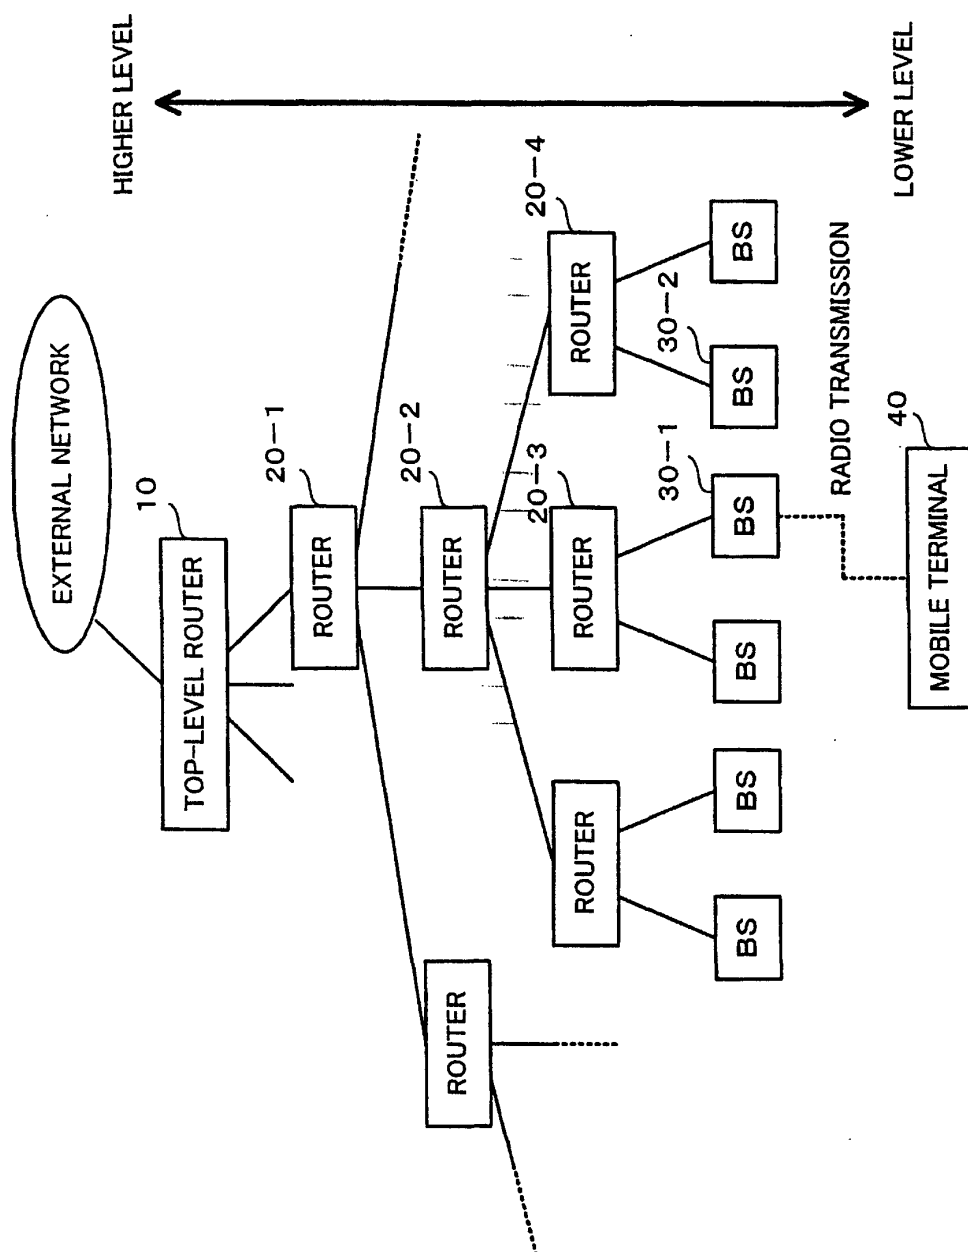 EXTERNAL NETWORK
HIGHER LEVEL
10
TOP-LEVEL ROUTER
20-1
ROUTER
20-2
ROUTER
ROUTER
20-3
20-4
ROUTER
ROUTER
ROUTER
30-1
30-2
BS
BS
BS
BS
BS
BS
RADIO TRANSMISSION
LOWER LEVEL
40
MOBILE TERMINAL